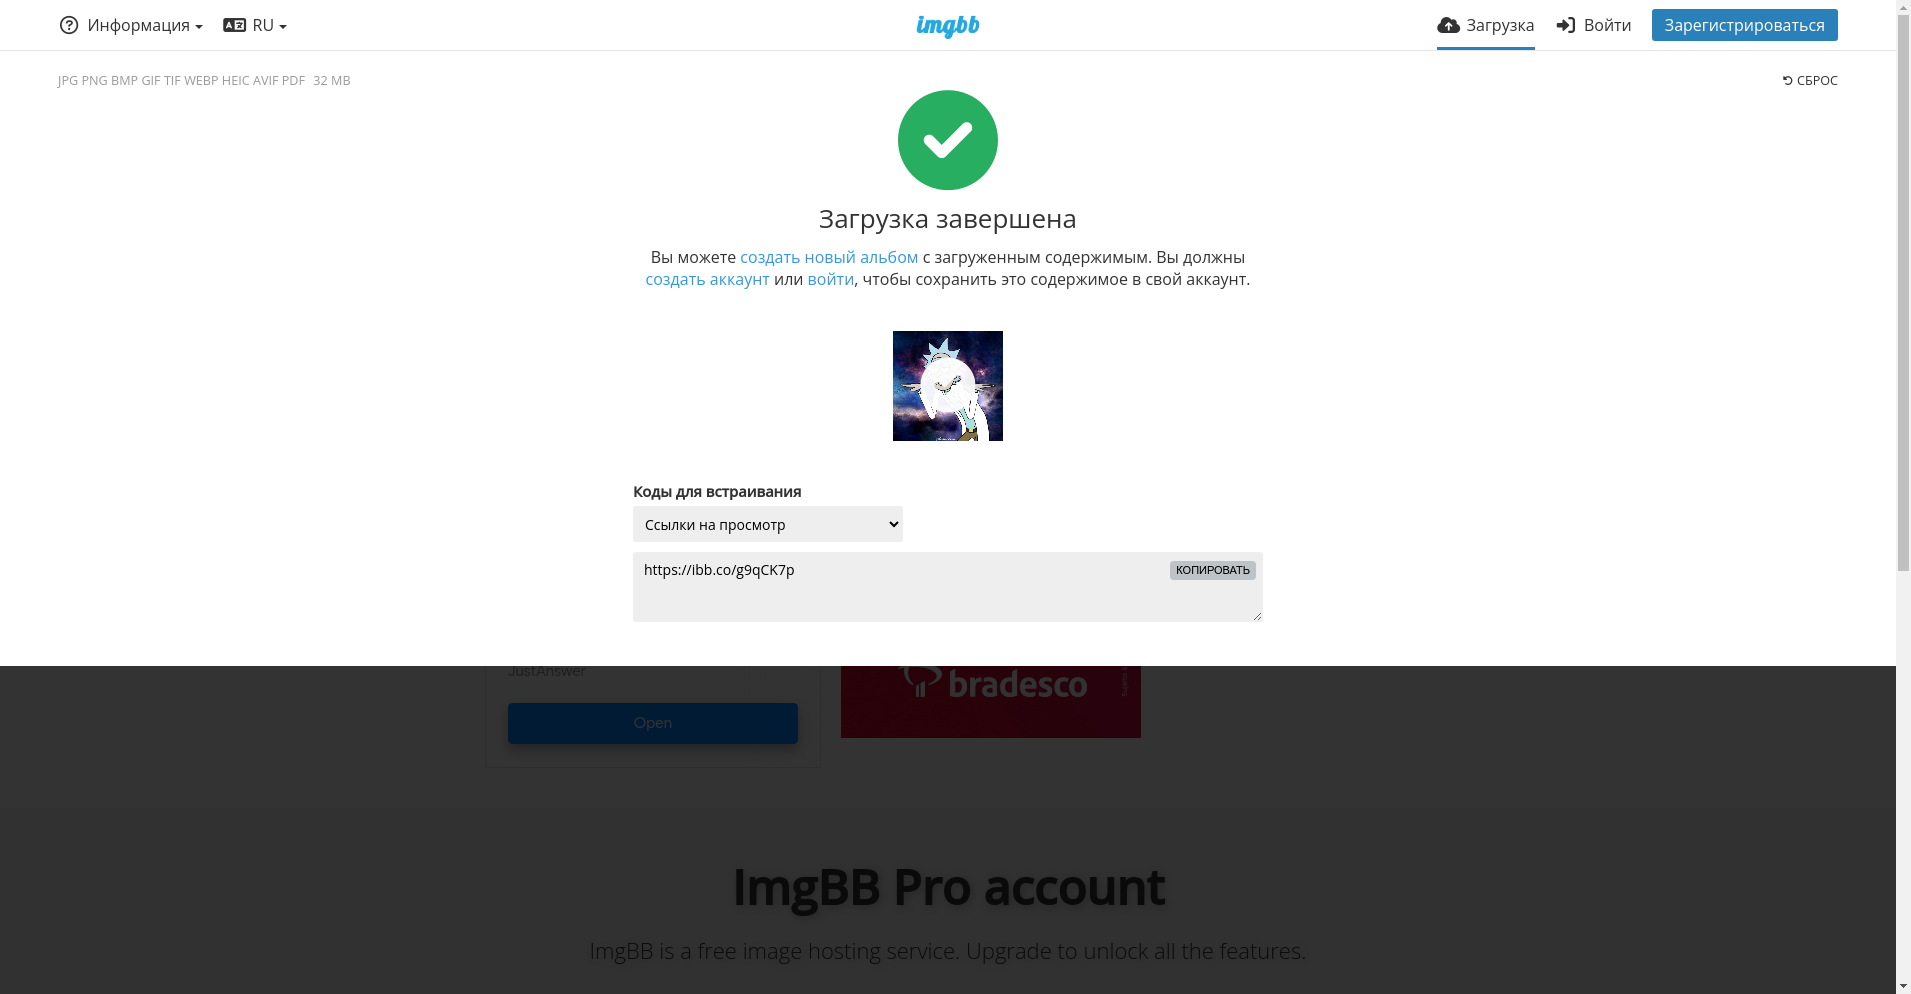 Информация
RU
imgbb
Загрузка
Войти
Зарегистрироваться
JPG PNG BMP GIF TIF WEBP HEIC AVIF PDF 32 MB
СБРОС
Загрузка завершена
Вы можете создать новый альбом с загруженным содержимым. Вы должны
создать аккаунт или войти, чтобы сохранить это содержимое в свой аккаунт.
Коды для встраивания
Ссылки на просмотр
https://ibb.co/g9qCK7p
КОПИРОВАТЬ
JustAnswer
bradesco
Open
ImgBB Pro account
ImgBB is a free image hosting service. Upgrade to unlock all the features.